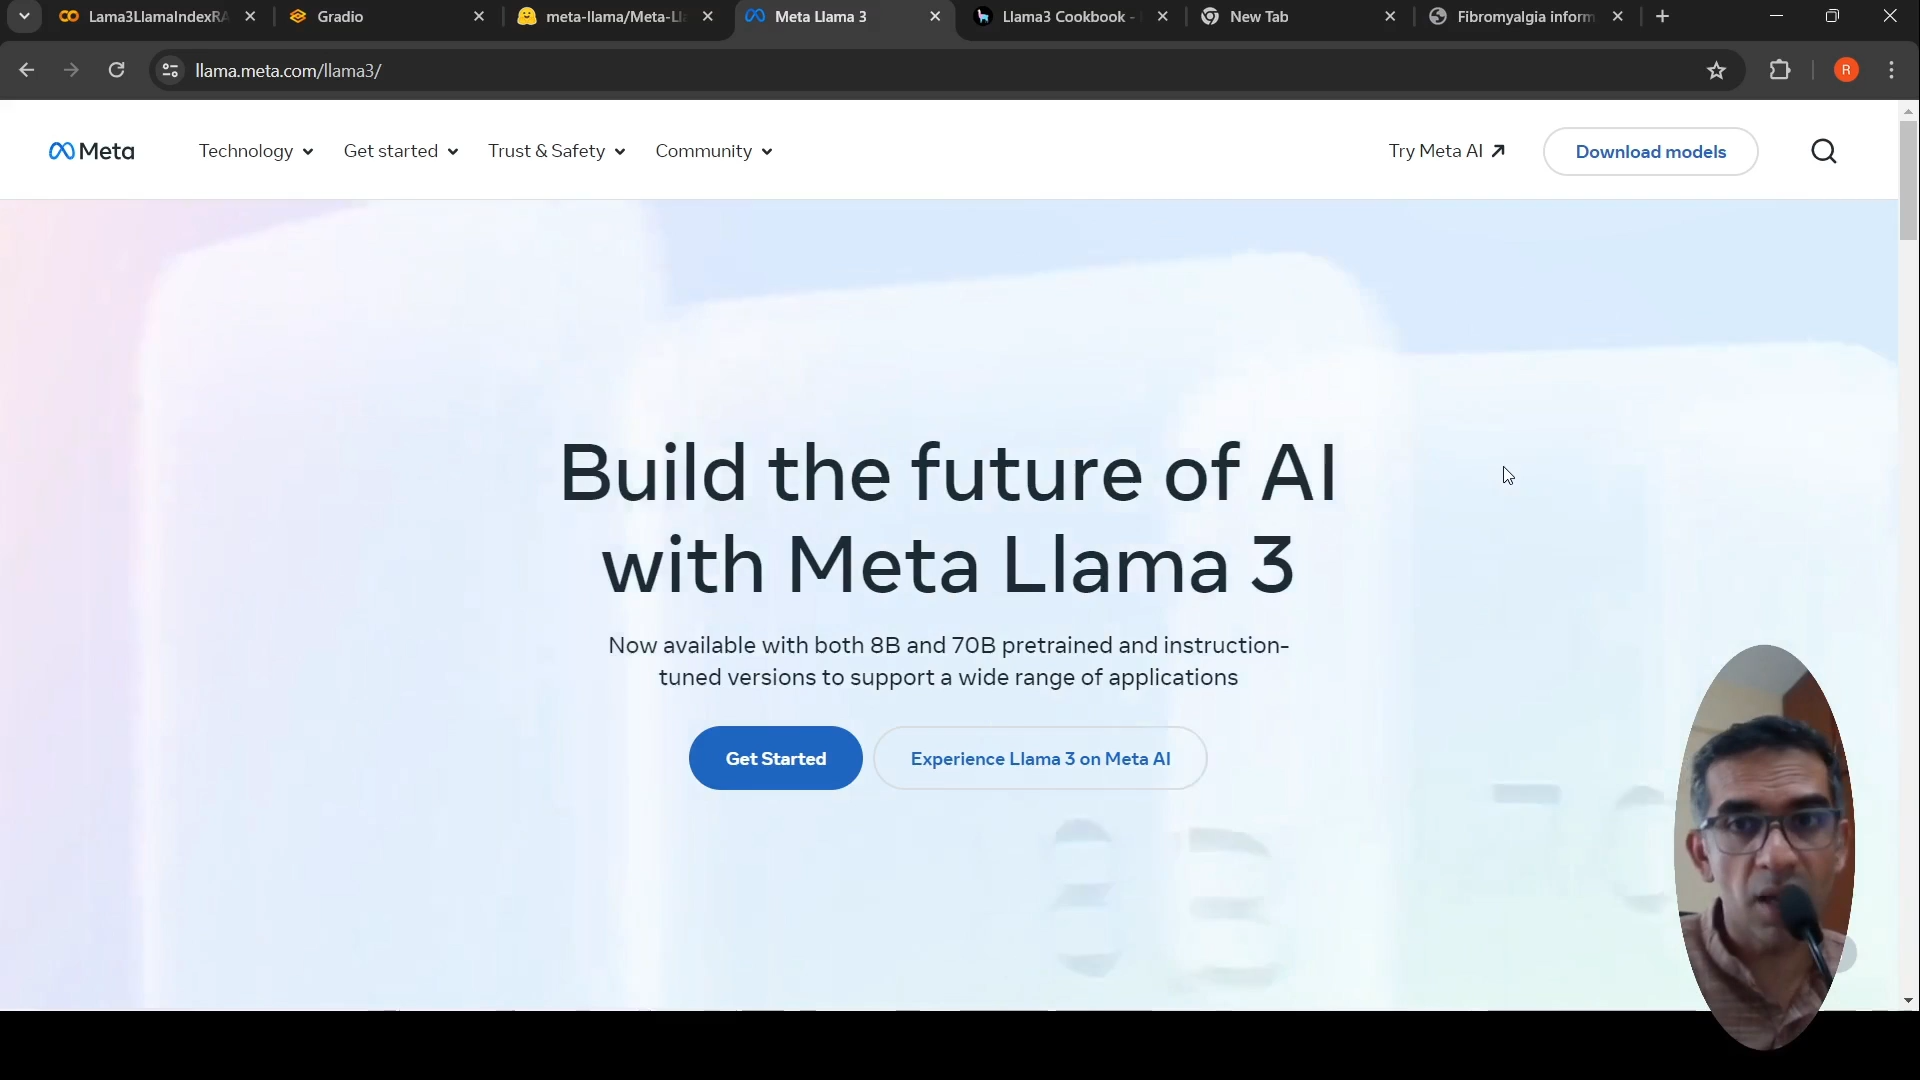 Lama3LlamaIndexRA
Gradio
meta-llama/Meta-Ll
Meta Llama 3
Llama3 Cookbook -
New Tab
Fibromyalgia inform
llama.meta.com/llama3/
R
Meta
Technology
Get started
Trust & Safety
Community
Try Meta AI
Download models
Build the future of AI
with Meta Llama 3
Now available with both 8B and 70B pretrained and instruction-
tuned versions to support a wide range of applications
Get Started
Experience Llama 3 on Meta AI